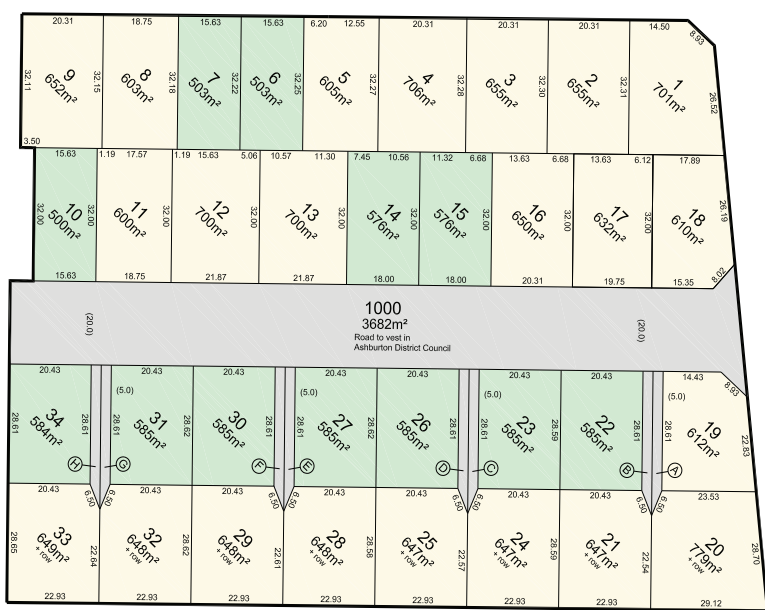 20.31 18.75 15.63 15.63 6.20 12.55 20.31 20.31 20.31 14.50 8.93
32.11 9 652m² 32.15 8 603m² 32.18 7 503m² 32.22 6 503m² 32.25 5 605m² 32.27 4 706m² 32.28 3 655m² 32.30 2 655m² 32.31 1 701m² 26.52
3.50
15.63 1.19 17.57 1.19 15.63 5.06 10.57 11.30 7.45 10.56 11.32 6.68 13.63 6.68 13.63 6.12 17.89
32.00 10 500m² 32.00 11 600m² 32.00 12 700m² 32.00 13 700m² 32.00 14 576m² 32.00 15 576m² 32.00 16 650m² 32.00 17 632m² 32.00 18 610m² 26.19
15.63 18.75 21.87 21.87 18.00 18.00 20.31 19.75 15.35 8.02
(20.0) 1000 (20.0)
3682m²
Road to vest in
Ashburton District Council
20.43 20.43 20.43 20.43 20.43 20.43 20.43 14.43 8.93
(5.0) (5.0) (5.0) (5.0)
28.61 34 584m² 28.61 28.61 31 585m² 28.62 30 585m² 28.61 28.61 27 585m² 28.62 26 585m² 28.61 28.61 23 585m² 28.59 22 585m² 28.61 28.61 19 612m² 22.83
H G F E D C B A
20.43 6.50 6.50 20.43 20.43 6.50 6.50 20.43 20.43 6.50 6.50 20.43 20.43 6.50 6.50 23.53
28.65 33 649m² + row 22.64 32 648m² + row 28.62 29 648m² + row 22.61 28 648m² + row 28.58 25 647m² + row 22.57 24 647m² + row 28.59 21 647m² + row 22.54 20 779m² + row 28.70
22.93 22.93 22.93 22.93 22.93 22.93 22.93 29.12